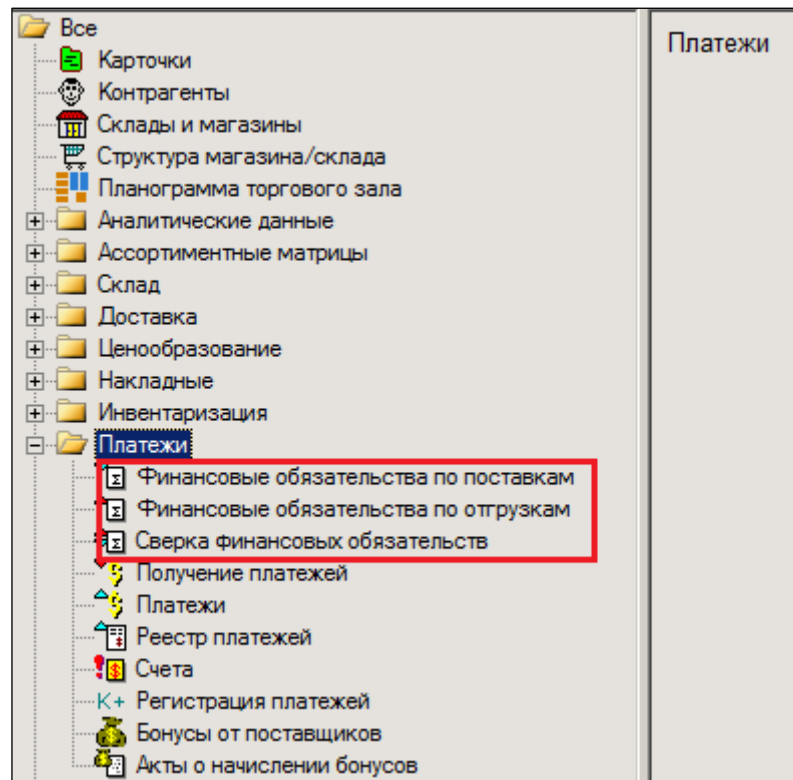 Все
Карточки
Контрагенты
Склады и магазины
Структура магазина/склада
Планограмма торгового зала
Аналитические данные
Ассортиментные матрицы
Склад
Доставка
Ценообразование
Накладные
Инвентаризация
Платежи
Финансовые обязательства по поставкам
Финансовые обязательства по отгрузкам
Сверка финансовых обязательств
Получение платежей
Платежи
Реестр платежей
Счета
К+ Регистрация платежей
Бонусы от поставщиков
Акты о начислении бонусов
Платежи